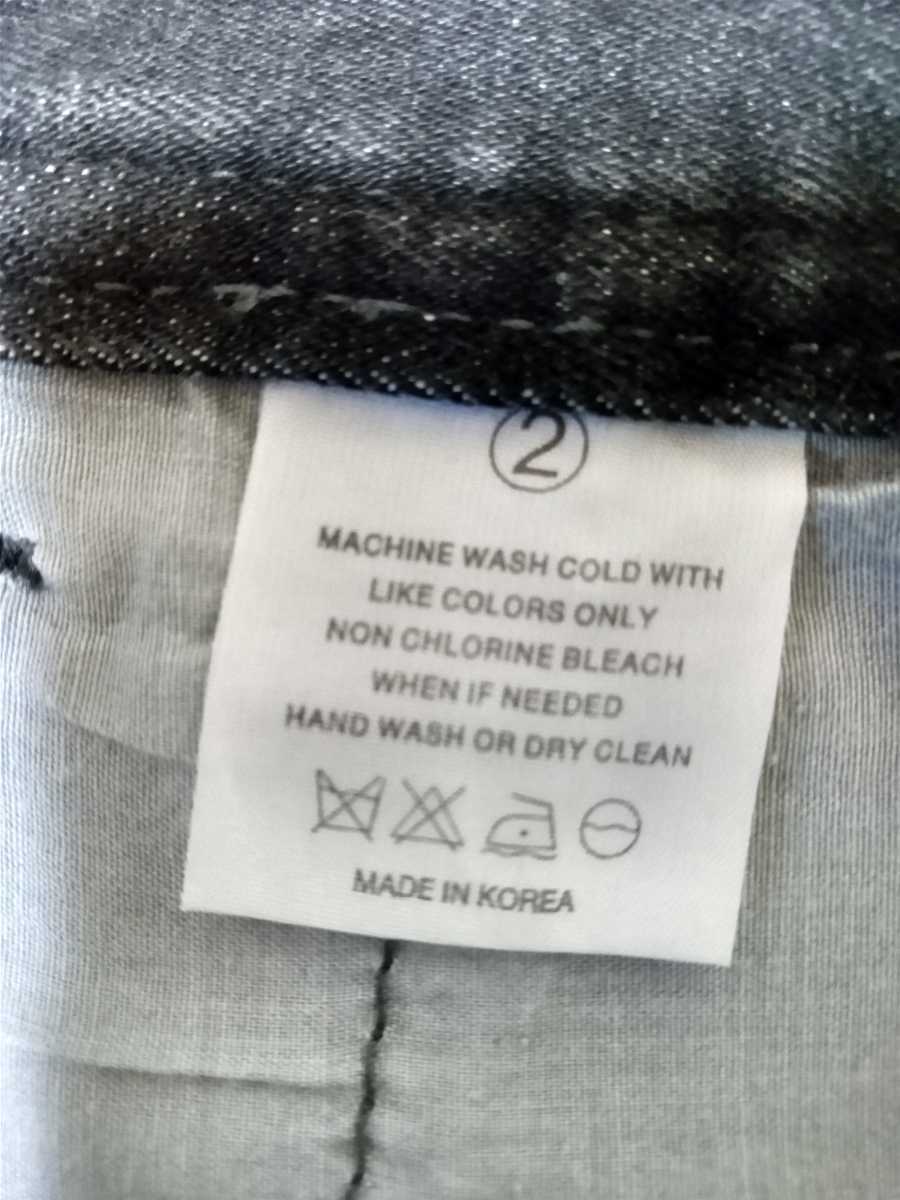 2
MACHINE WASH COLD WITH
LIKE COLORS ONLY
NON CHLORINE BLEACH
WHEN IF NEEDED
HAND WASH OR DRY CLEAN
MADE IN KOREA